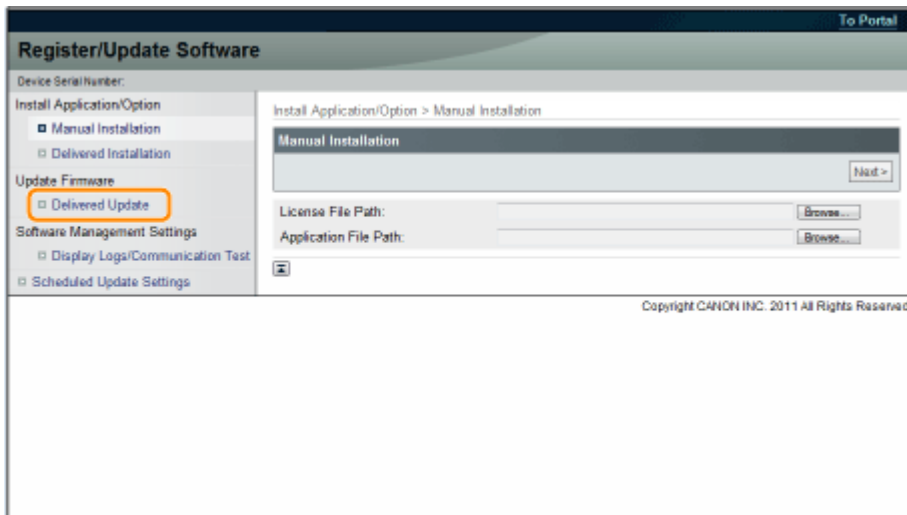 To Portal
Register/Update Software
Device Serial Number:
Install Application/Option
Manual Installation
Delivered Installation
Update Firmware
Delivered Update
Software Management Settings
Display Logs/Communication Test
Scheduled Update Settings
Install Application/Option > Manual Installation
Manual Installation
Next >
License File Path:
Browse...
Application File Path:
Browse...
Copyright CANON INC. 2011 All Rights Reserved